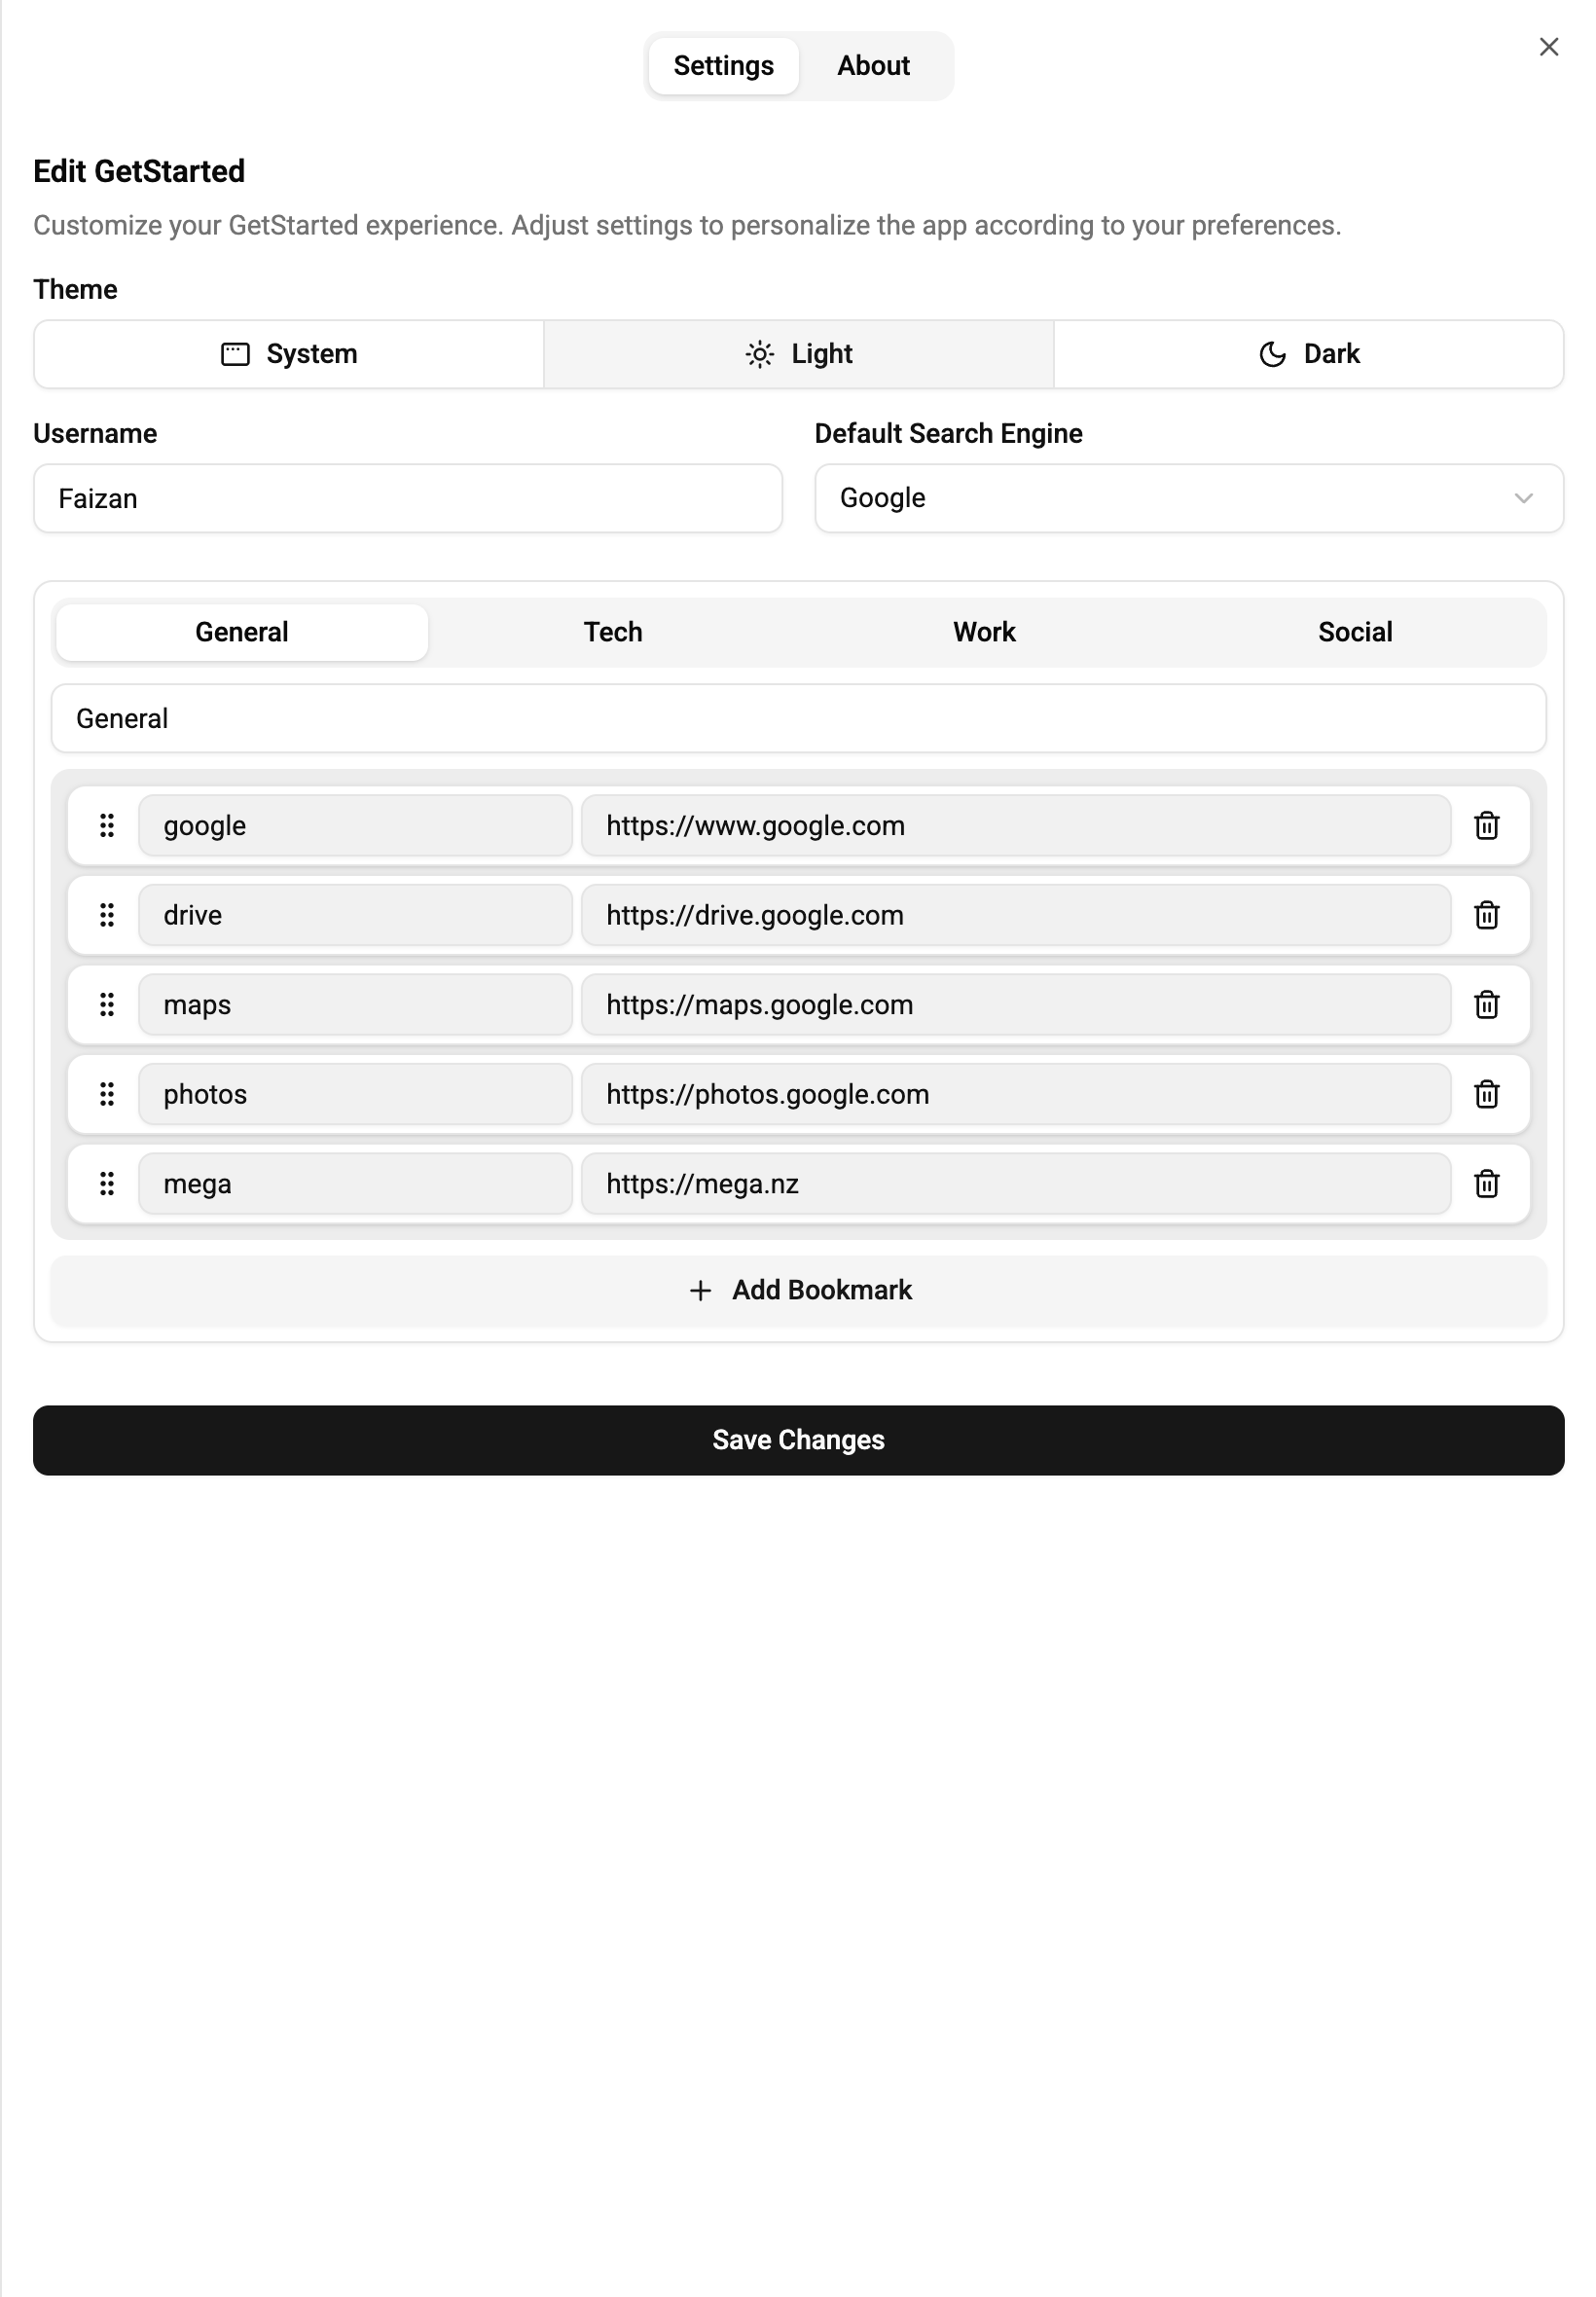 Settings About
Edit GetStarted
Customize your GetStarted experience. Adjust settings to personalize the app according to your preferences.
Theme
System Light Dark
Username Default Search Engine
Faizan Google
General Tech Work Social
General
google https://www.google.com
drive https://drive.google.com
maps https://maps.google.com
photos https://photos.google.com
mega https://mega.nz
Add Bookmark
Save Changes